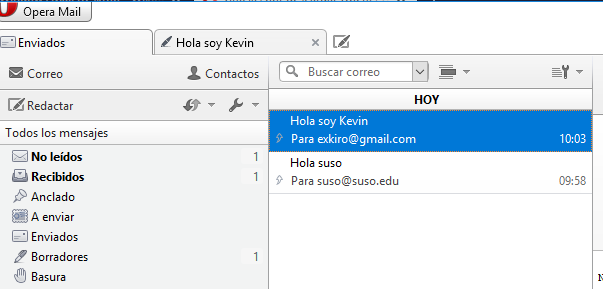 Opera Mail
Enviados
Hola soy Kevin
Correo
Contactos
Buscar correo
Redactar
HOY
Todos los mensajes
Hola soy Kevin
Para exkiro@gmail.com 10:03
No leídos 1
Hola suso
Recibidos 1
Para suso@suso.edu 09:58
Anclado
A enviar
Enviados
Borradores 1
Basura